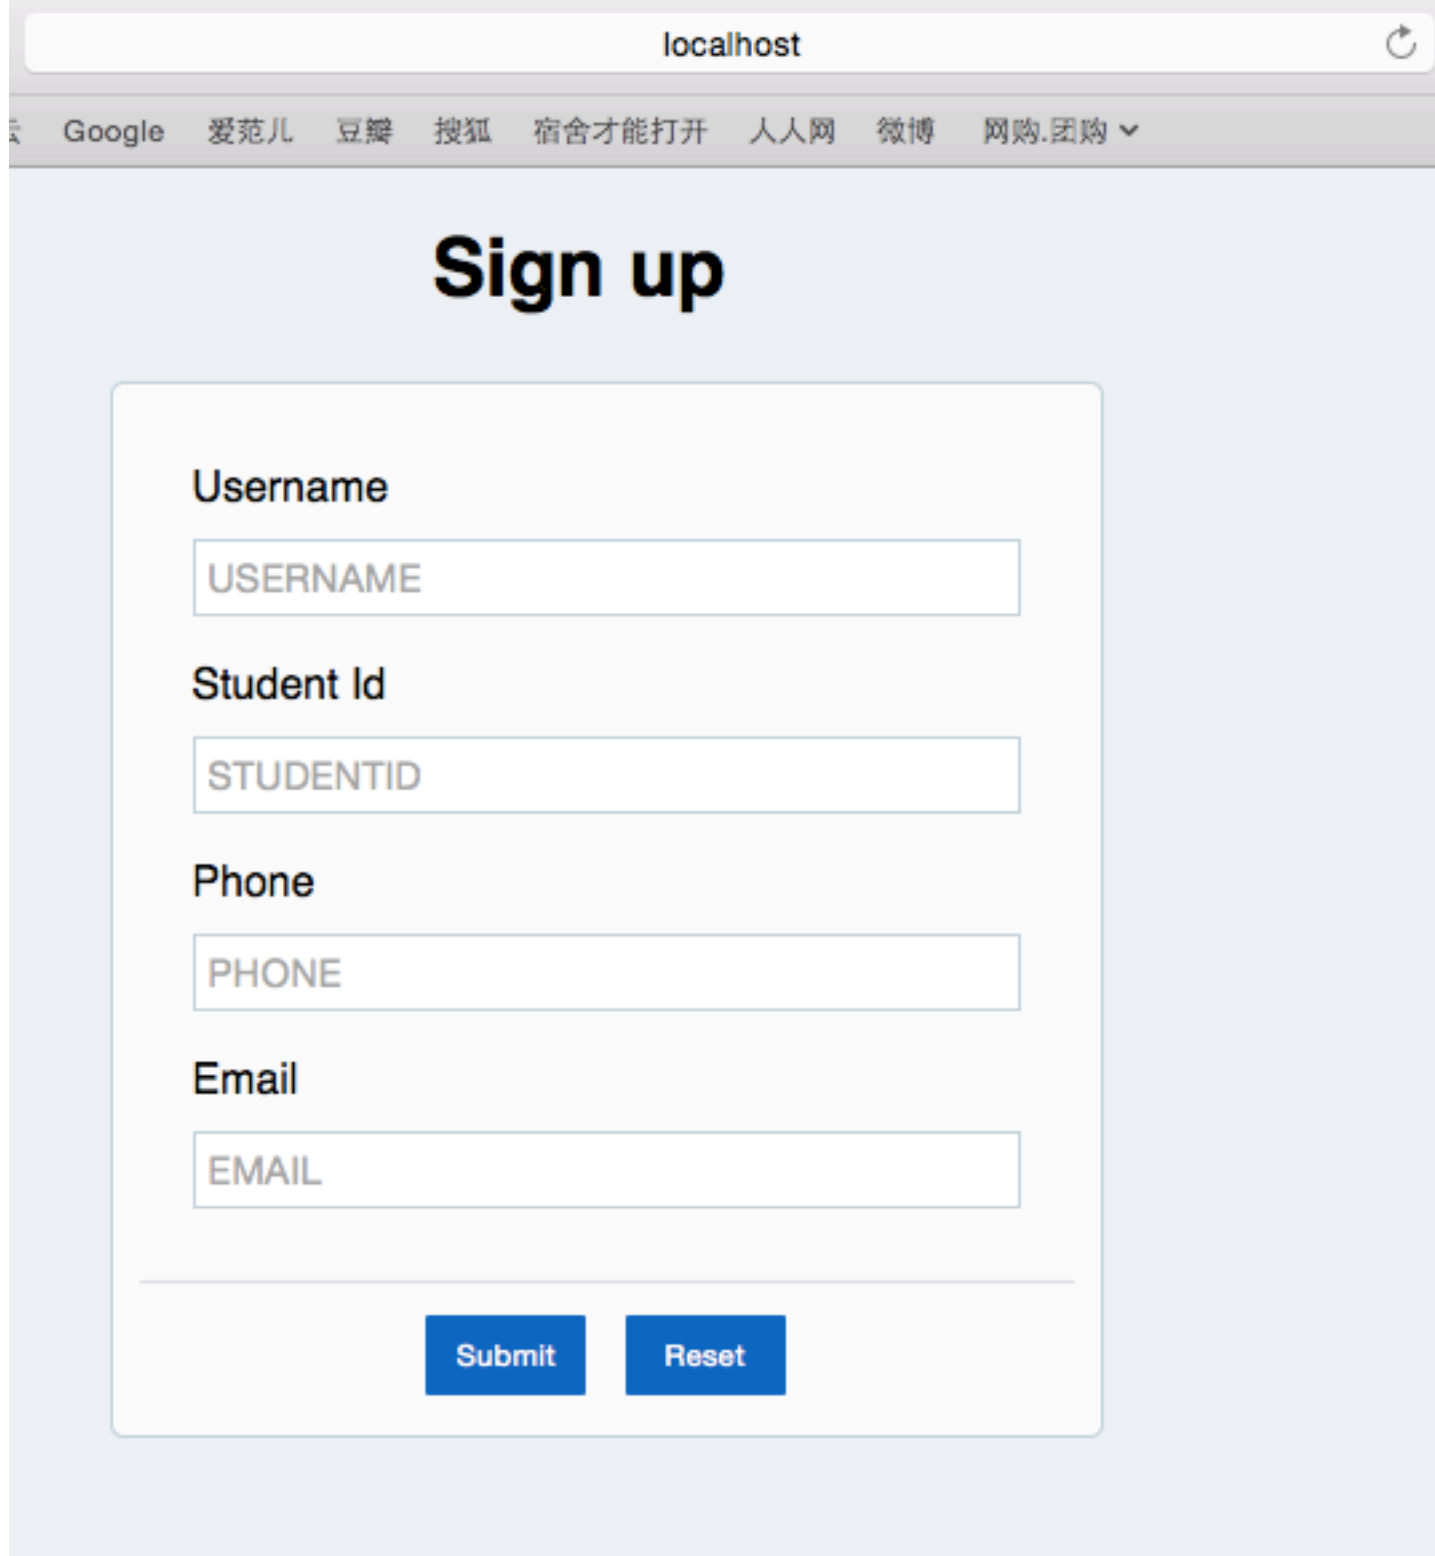 localhost
Google 爱范儿 豆瓣 搜狐 宿舍才能打开 人人网 微博 网购.团购
Sign up
Username
USERNAME
Student Id
STUDENTID
Phone
PHONE
Email
EMAIL
Submit Reset